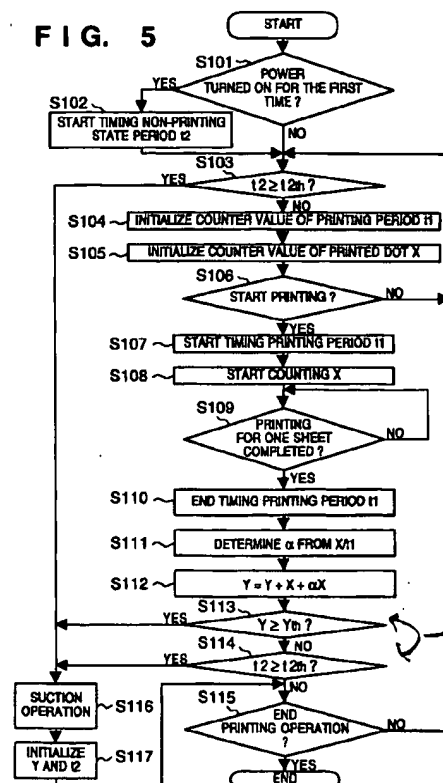 FIG. 5
START
S101
POWER
TURNED ON FOR THE FIRST
TIME ?
YES
NO
S102
START TIMING NON-PRINTING
STATE PERIOD t2
S103
t2 ≥ t2th ?
YES
NO
S104
INITIALIZE COUNTER VALUE OF PRINTING PERIOD t1
S105
INITIALIZE COUNTER VALUE OF PRINTED DOT X
S106
START PRINTING ?
NO
YES
S107
START TIMING PRINTING PERIOD t1
S108
START COUNTING X
S109
PRINTING
FOR ONE SHEET
COMPLETED ?
NO
YES
S110
END TIMING PRINTING PERIOD t1
S111
DETERMINE α FROM X/t1
S112
Y = Y + X + αX
S113
Y ≥ Yth ?
YES
NO
S114
t2 ≥ t2th ?
YES
NO
S115
END
PRINTING OPERATION
?
NO
YES
SUCTION
OPERATION
S116
INITIALIZE
Y AND t2
S117
END